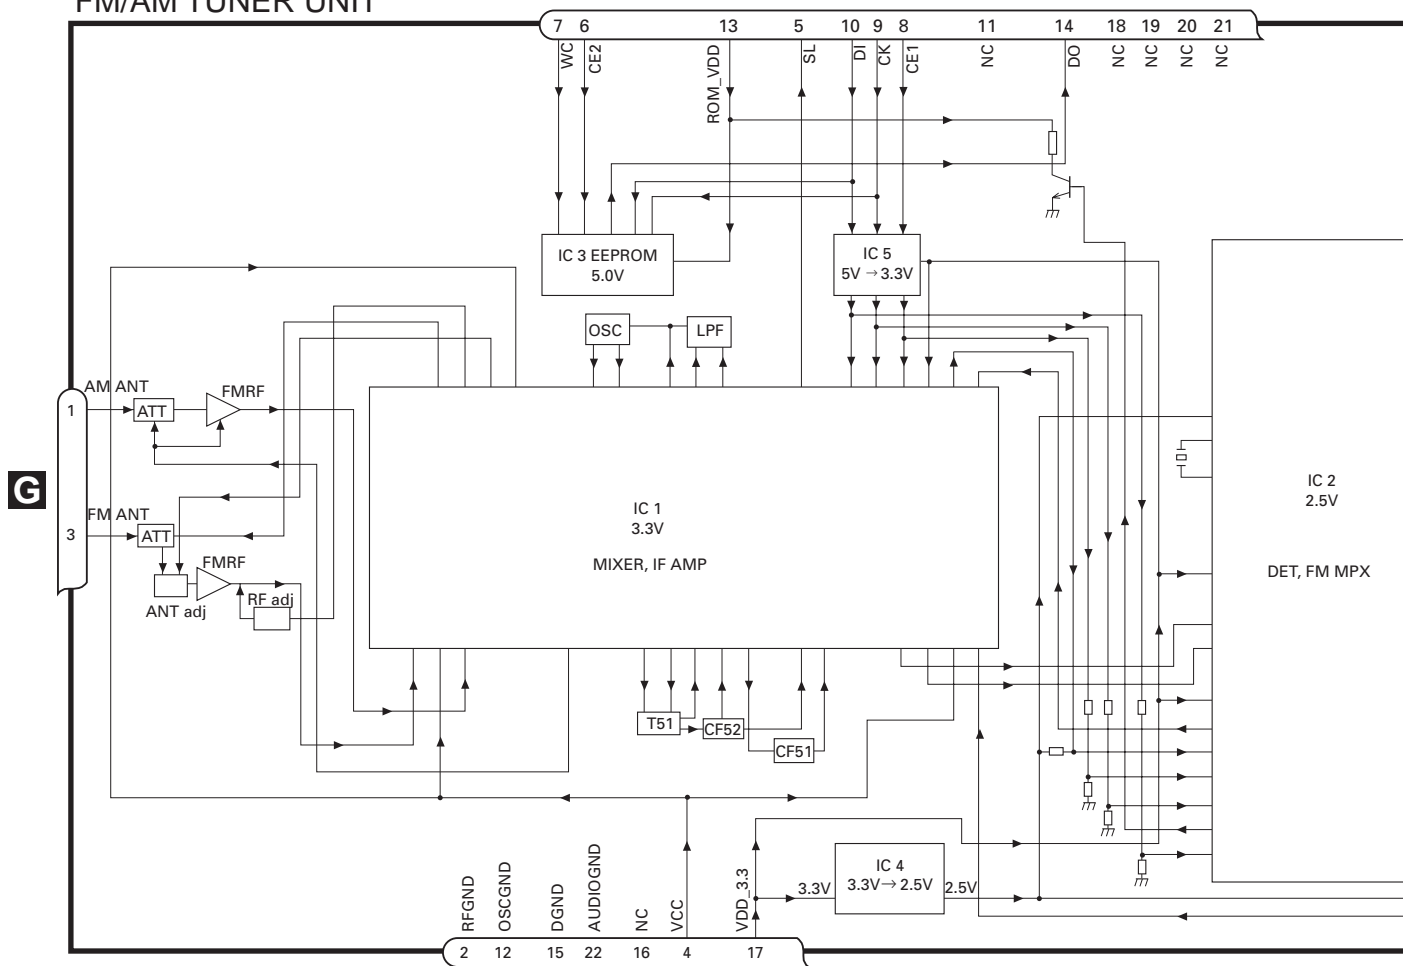 FM/AM TUNER UNIT
7 6 13 5 10 9 8 11 14 18 19 20 21
WC
CE2
ROM_VDD
SL
DI
CK
CE1
NC
DO
NC
NC
NC
NC
IC 3 EEPROM
5.0V
IC 5
5V → 3.3V
OSC
LPF
AM ANT
1
ATT
FMRF
G
FM ANT
3
ATT
FMRF
ANT adj
RF adj
IC 1
3.3V
MIXER, IF AMP
IC 2
2.5V
DET, FM MPX
T51
CF52
CF51
IC 4
3.3V→ 2.5V
3.3V
2.5V
RFGND
OSCGND
DGND
AUDIOGND
NC
VCC
VDD_3.3
2 12 15 22 16 4 17